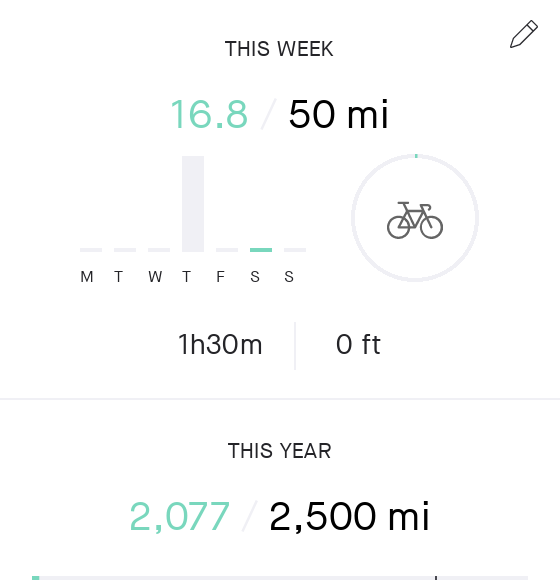 THIS WEEK
16.8 / 50 mi
M T W T F S S
1h30m 0 ft
THIS YEAR
2,077 / 2,500 mi